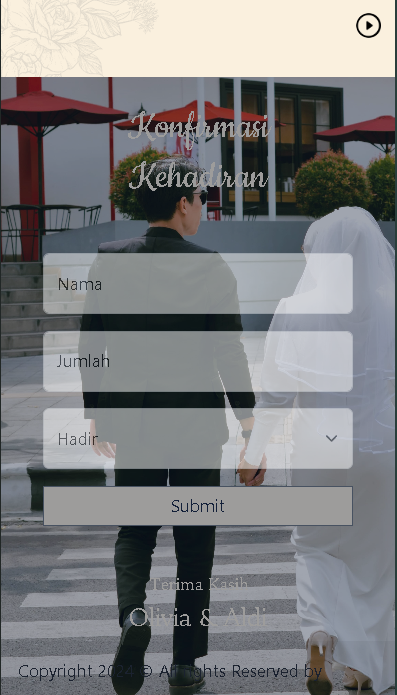 Konfirmasi
Kehadiran
Nama
Jumlah
Hadir
Submit
Terima Kasih
Olivia & Aldi
Copyright 2024 © All Rights Reserved by